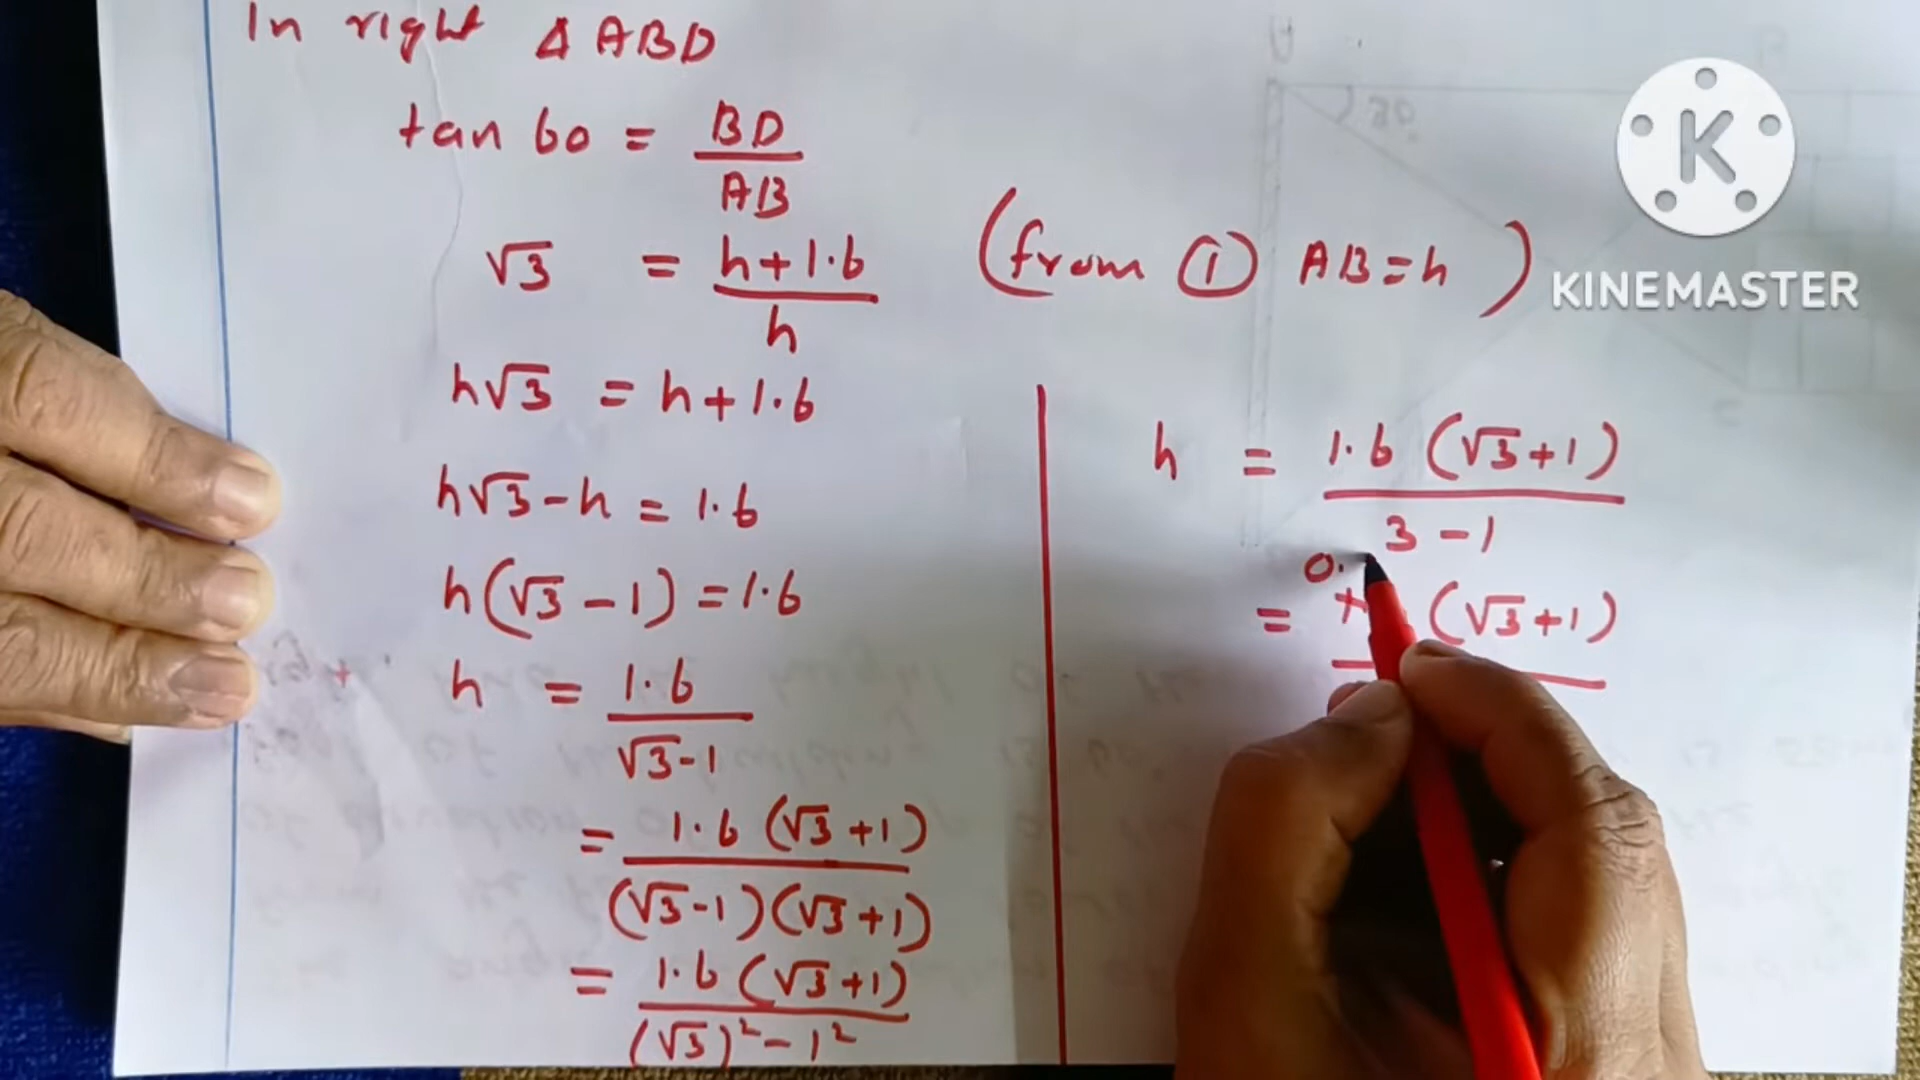 In right Δ ABD
tan 60 = BD/AB
√3 = (h+1.6)/h (from ① AB=h)
h√3 = h+1.6
h√3-h = 1.6
h(√3-1) = 1.6
h = 1.6/(√3-1)
= 1.6 (√3+1)/((√3-1)(√3+1))
= 1.6 (√3+1)/((√3)²-1²)
h = 1.6 (√3+1)/(3-1)
0.
= (√3+1)
K
KINEMASTER